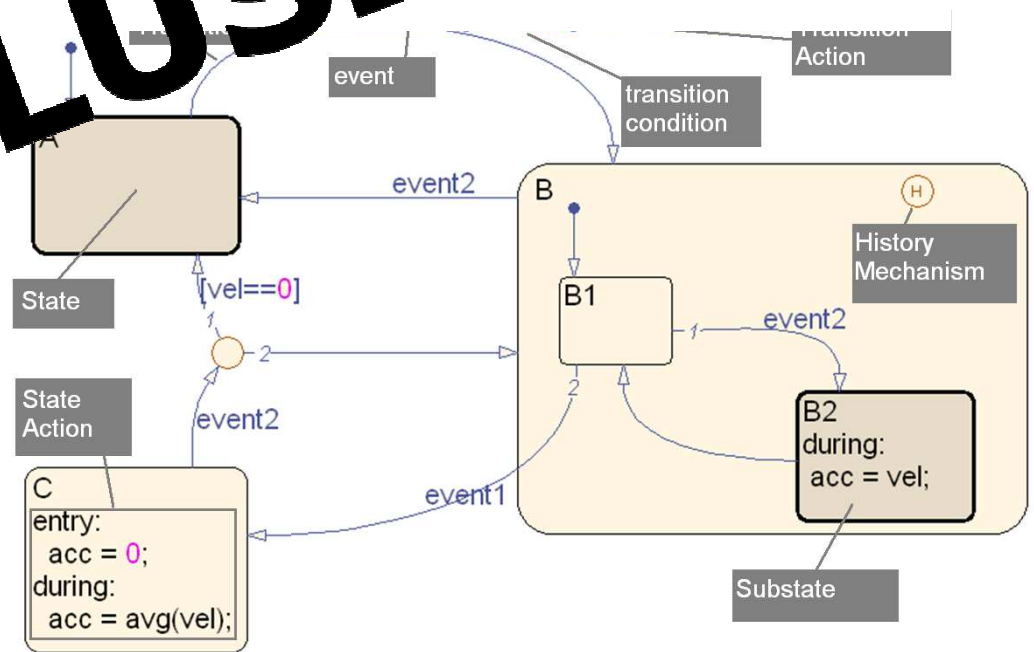 LUS
event
Transition
Action
transition
condition
A
event2
B
H
History
Mechanism
State
[vel==0]
B1
1
1
event2
2
2
State
Action
event2
B2
during:
acc = vel;
C
entry:
acc = 0;
during:
acc = avg(vel);
event1
Substate